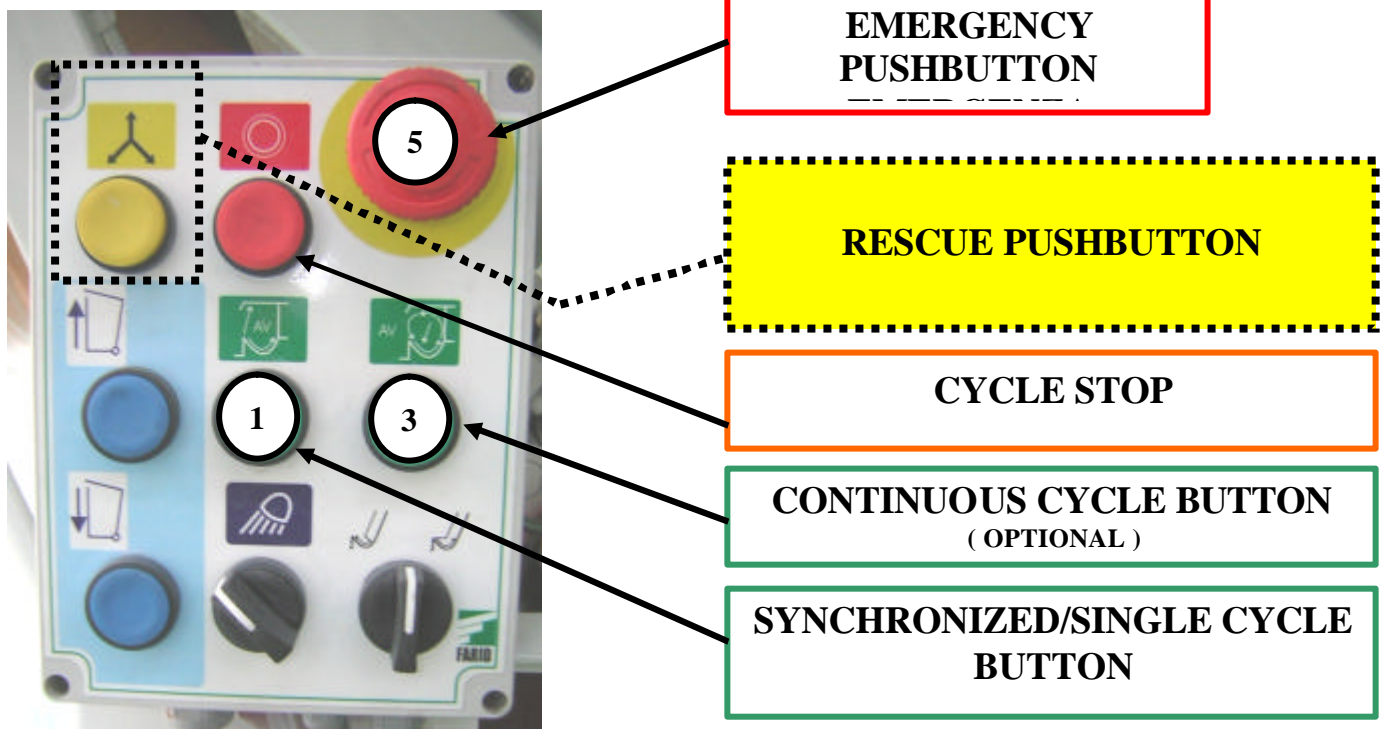 EMERGENCY
PUSHBUTTON
5
RESCUE PUSHBUTTON
CYCLE STOP
AV
AV
1
3
CONTINUOUS CYCLE BUTTON
( OPTIONAL )
SYNCHRONIZED/SINGLE CYCLE
BUTTON
FARID